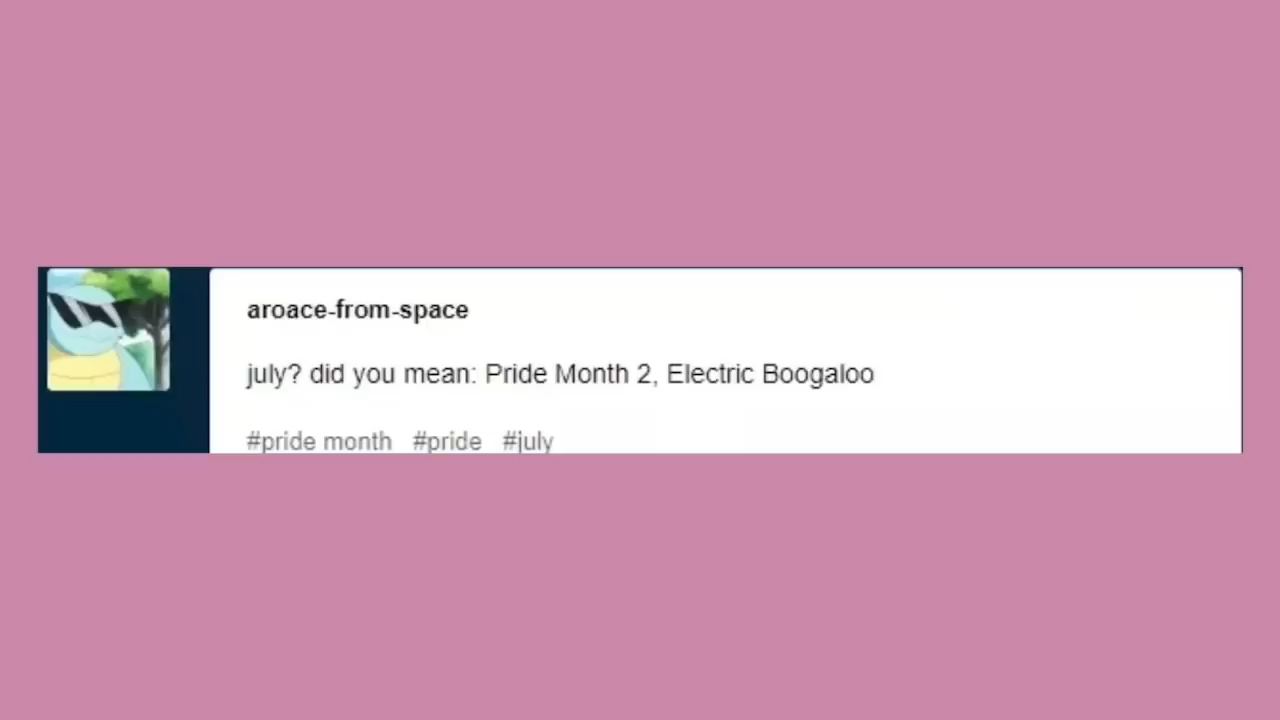 aroace-from-space
july? did you mean: Pride Month 2, Electric Boogaloo
#pride month #pride #july